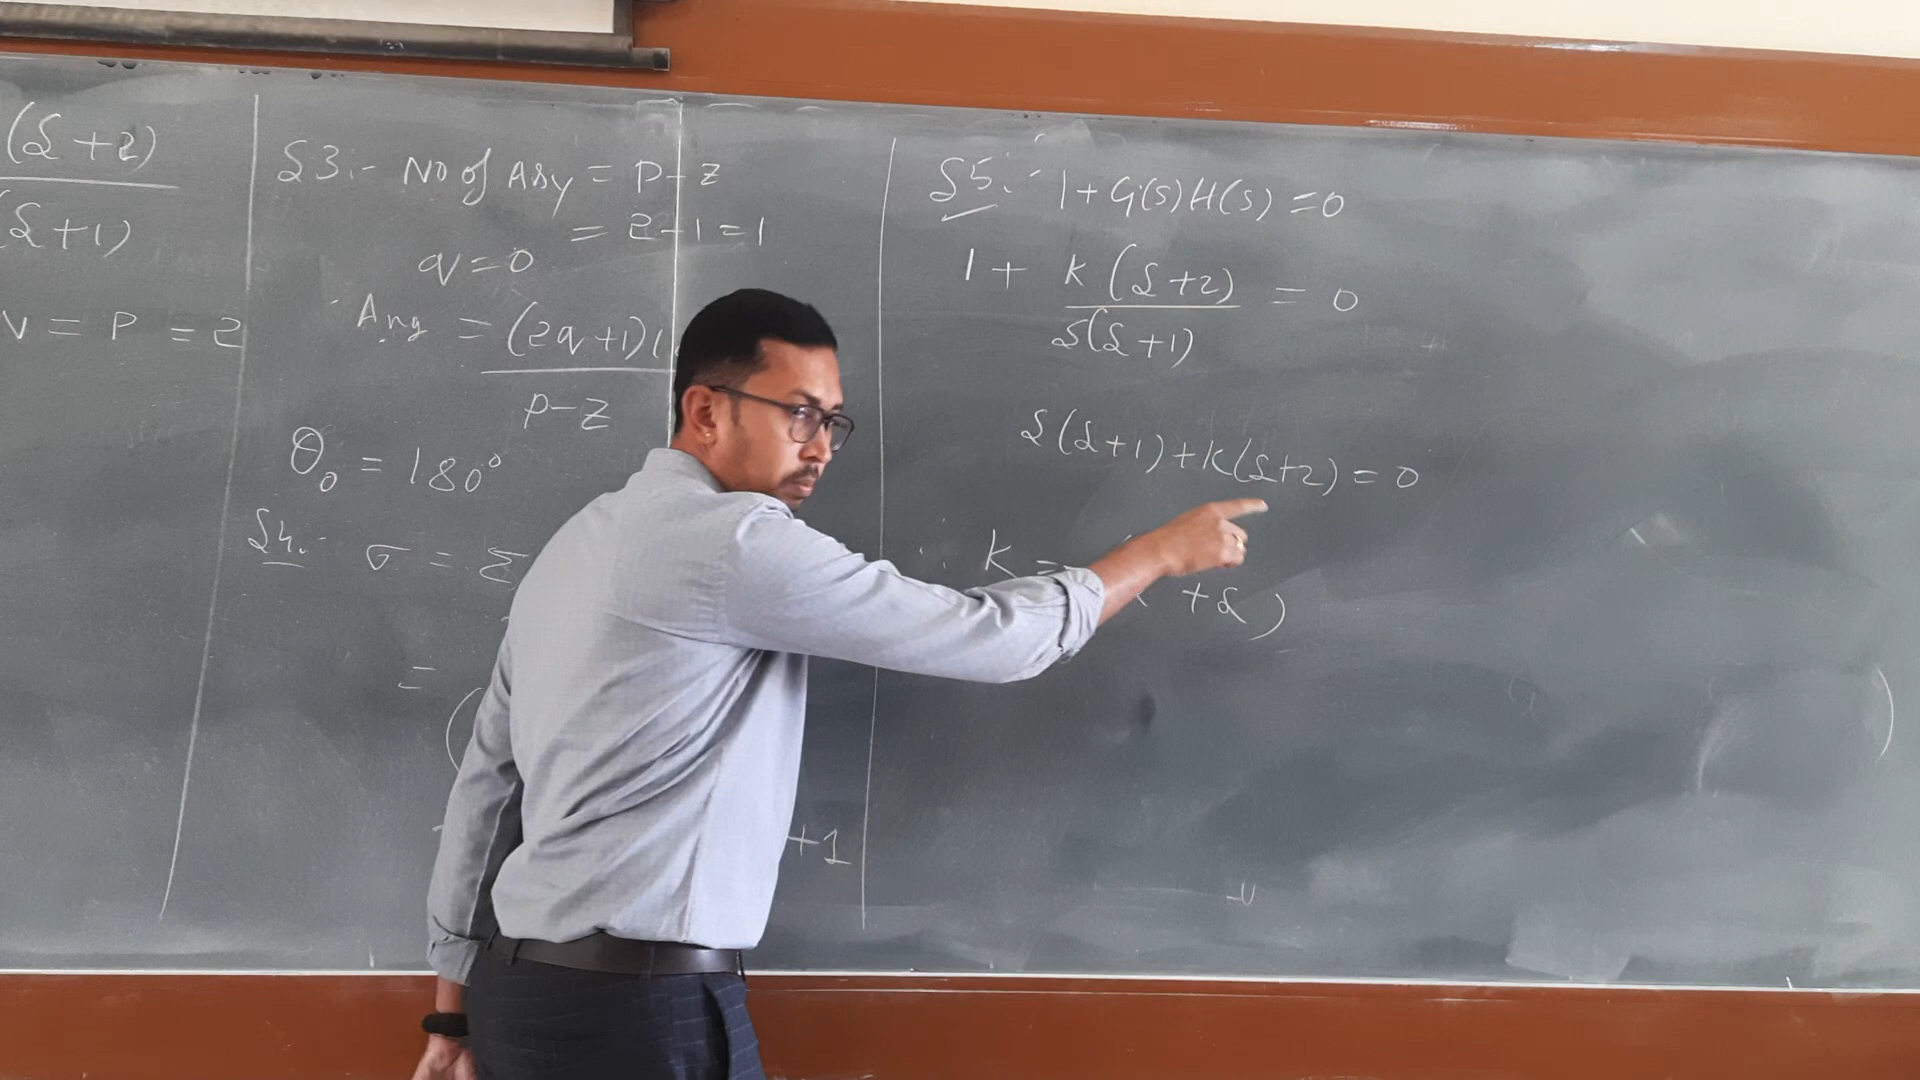 (S+2)
(S+1)
N = P = 2
S3:- No of Asy = P-Z
= 2-1 = 1
q = 0
Ang = (2q+1)1
P-Z
θ₀ = 180°
S4:- σ = Σ
=
(
+1
S5:- 1+G(s)H(s) = 0
1 + K(S+2) = 0
S(S+1)
S(S+1)+K(S+2) = 0
K =
+S)